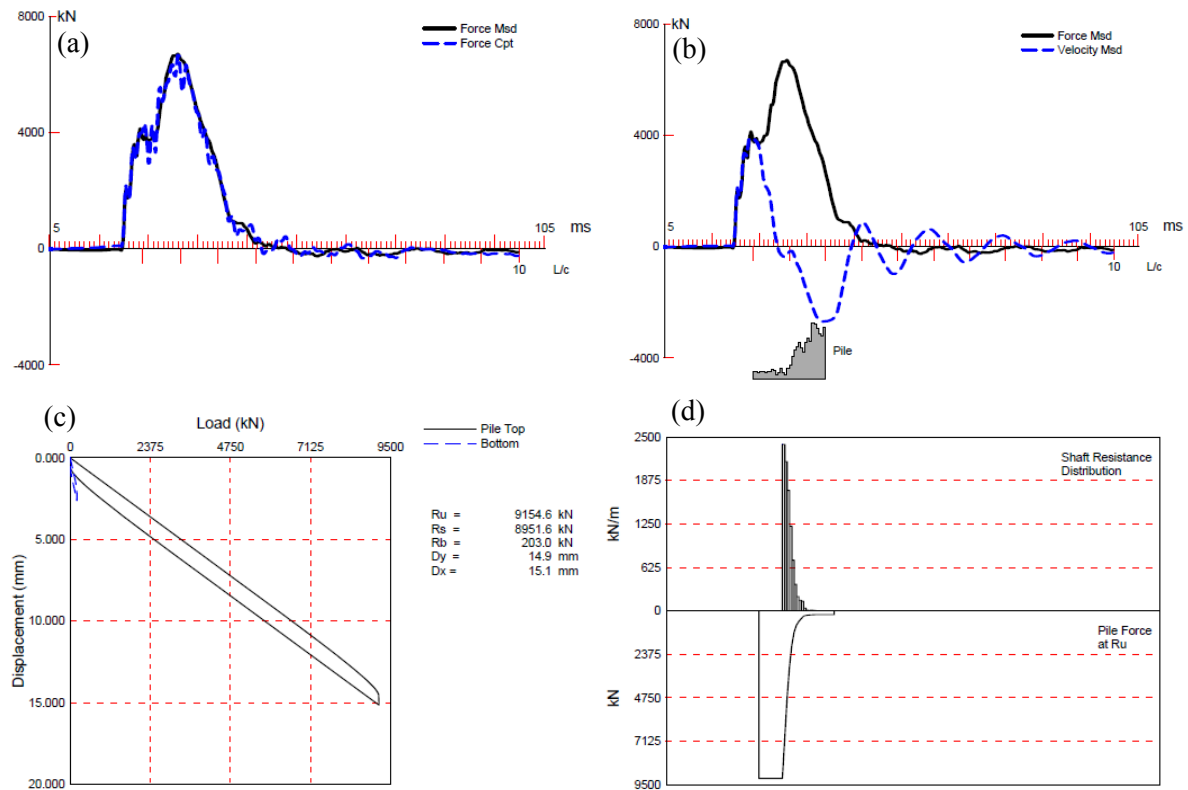 (a)
8000
kN
Force Msd
Force Cpt
4000
5
105
ms
0
10
L/c
-4000
(b)
8000
kN
Force Msd
Velocity Msd
4000
5
105
ms
0
10
L/c
Pile
-4000
(c)
Load (kN)
0
2375
4750
7125
9500
Pile Top
Bottom
0.000
5.000
10.000
15.000
20.000
Displacement (mm)
Ru = 9154.6 kN
Rs = 8951.6 kN
Rb = 203.0 kN
Dy = 14.9 mm
Dx = 15.1 mm
(d)
2500
1875
1250
625
0
kN/m
Shaft Resistance
Distribution
Pile Force
at Ru
2375
4750
7125
9500
kN